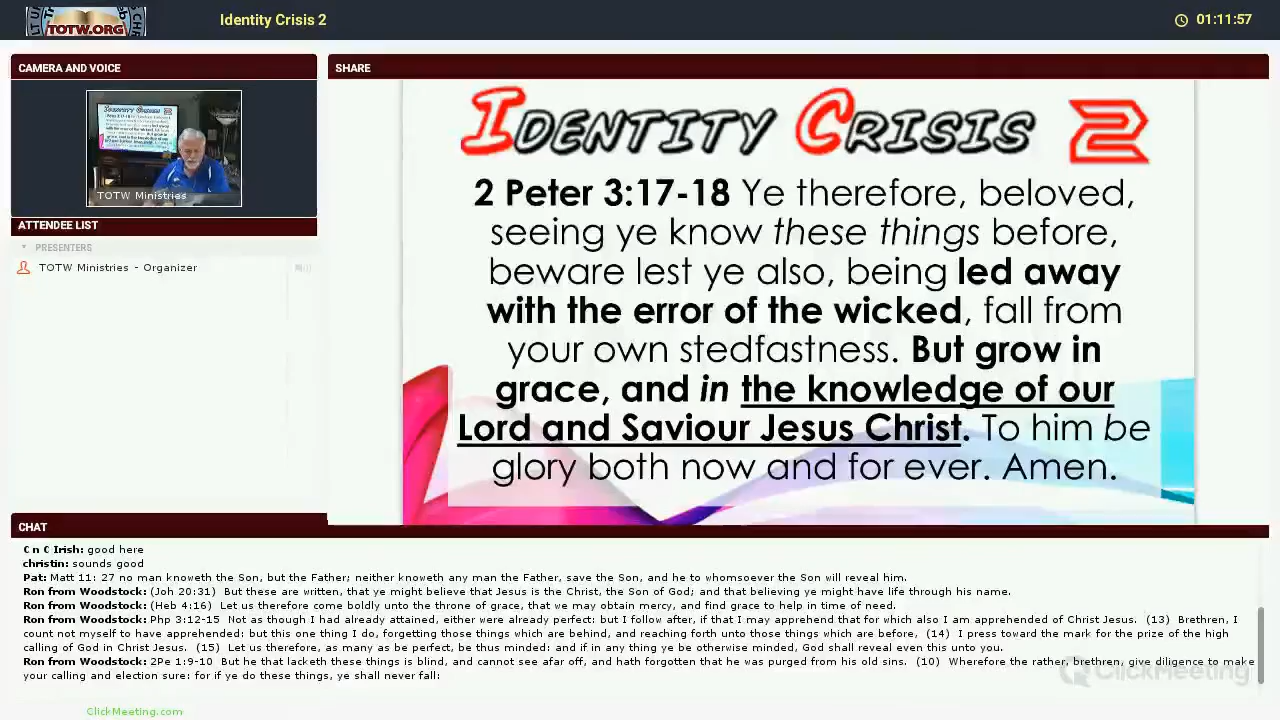 TOTW.ORG
Identity Crisis 2
01:11:57
CAMERA AND VOICE
TOTW Ministries
ATTENDEE LIST
PRESENTERS
TOTW Ministries - Organizer
SHARE
IDENTITY CRISIS 2
2 Peter 3:17-18 Ye therefore, beloved,
seeing ye know these things before,
beware lest ye also, being led away
with the error of the wicked, fall from
your own stedfastness. But grow in
grace, and in the knowledge of our
Lord and Saviour Jesus Christ. To him be
glory both now and for ever. Amen.
CHAT
C n C Irish: good here
christin: sounds good
Pat: Matt 11: 27 no man knoweth the Son, but the Father; neither knoweth any man the Father, save the Son, and he to whomsoever the Son will reveal him.
Ron from Woodstock: (Joh 20:31) But these are written, that ye might believe that Jesus is the Christ, the Son of God; and that believing ye might have life through his name.
Ron from Woodstock: (Heb 4:16) Let us therefore come boldly unto the throne of grace, that we may obtain mercy, and find grace to help in time of need.
Ron from Woodstock: Php 3:12-15 Not as though I had already attained, either were already perfect: but I follow after, if that I may apprehend that for which also I am apprehended of Christ Jesus. (13) Brethren, I
count not myself to have apprehended: but this one thing I do, forgetting those things which are behind, and reaching forth unto those things which are before, (14) I press toward the mark for the prize of the high
calling of God in Christ Jesus. (15) Let us therefore, as many as be perfect, be thus minded: and if in any thing ye be otherwise minded, God shall reveal even this unto you.
Ron from Woodstock: 2Pe 1:9-10 But he that lacketh these things is blind, and cannot see afar off, and hath forgotten that he was purged from his old sins. (10) Wherefore the rather, brethren, give diligence to make
your calling and election sure: for if ye do these things, ye shall never fall:
ClickMeeting
ClickMeeting.com